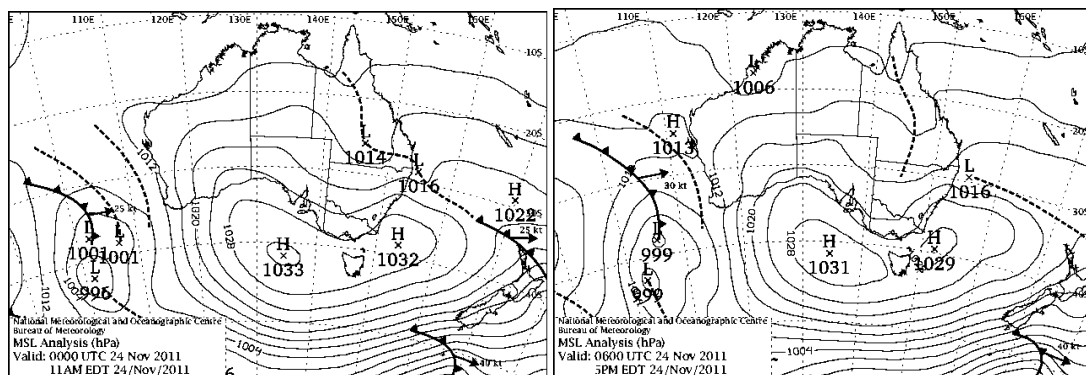 110E
120E
130E
140E
150E
10S
20S
1012
1014
L
1016
H
1022
30S
25 kt
1020
1028
H
1033
H
1032
25 kt
L
1001
L
1001
L
996
1012
40S
1004
40 kt
National Meteorological and Oceanographic Centre
Bureau of Meteorology
MSL Analysis (hPa)
Valid: 0000 UTC 24 Nov 2011
11AM EDT 24/Nov/2011
110E
120E
130E
140E
150E
10S
20S
L
1006
H
1013
30 kt
1012
L
1016
30S
1020
1028
H
1031
H
1029
L
999
L
990
40S
1004
40 kt
National Meteorological and Oceanographic Centre
Bureau of Meteorology
MSL Analysis (hPa)
Valid: 0600 UTC 24 Nov 2011
5PM EDT 24/Nov/2011